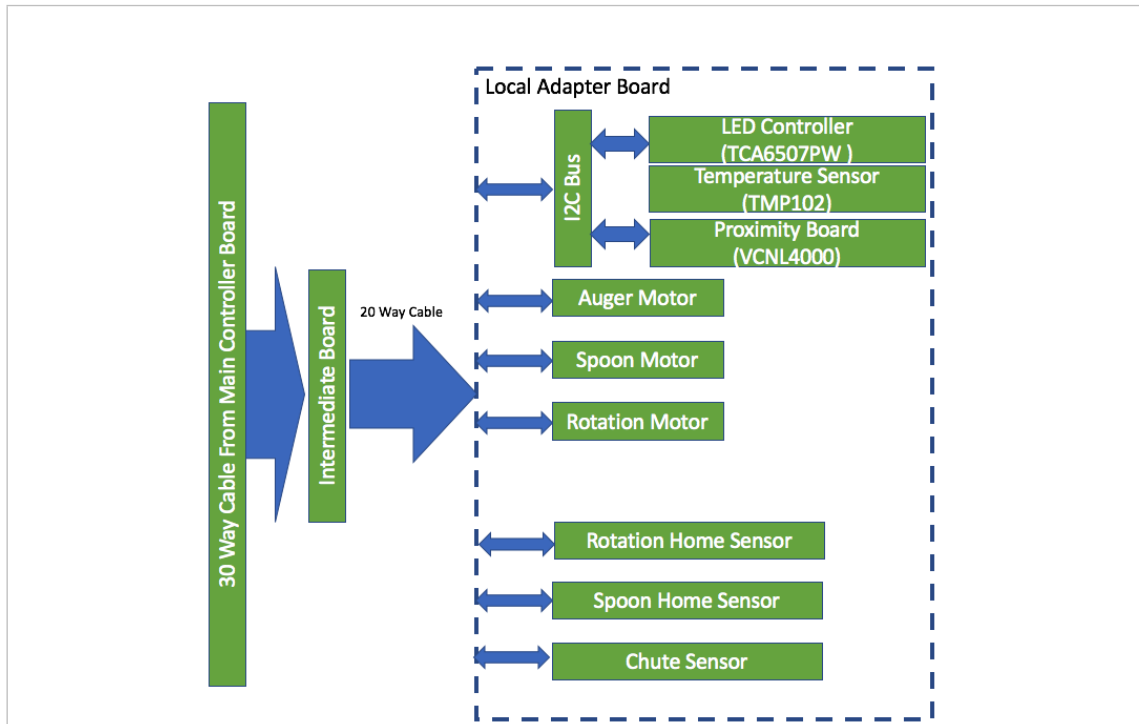 Local Adapter Board
30 Way Cable From Main Controller Board
Intermediate Board
20 Way Cable
I2C Bus
LED Controller
(TCA6507PW )
Temperature Sensor
(TMP102)
Proximity Board
(VCNL4000)
Auger Motor
Spoon Motor
Rotation Motor
Rotation Home Sensor
Spoon Home Sensor
Chute Sensor